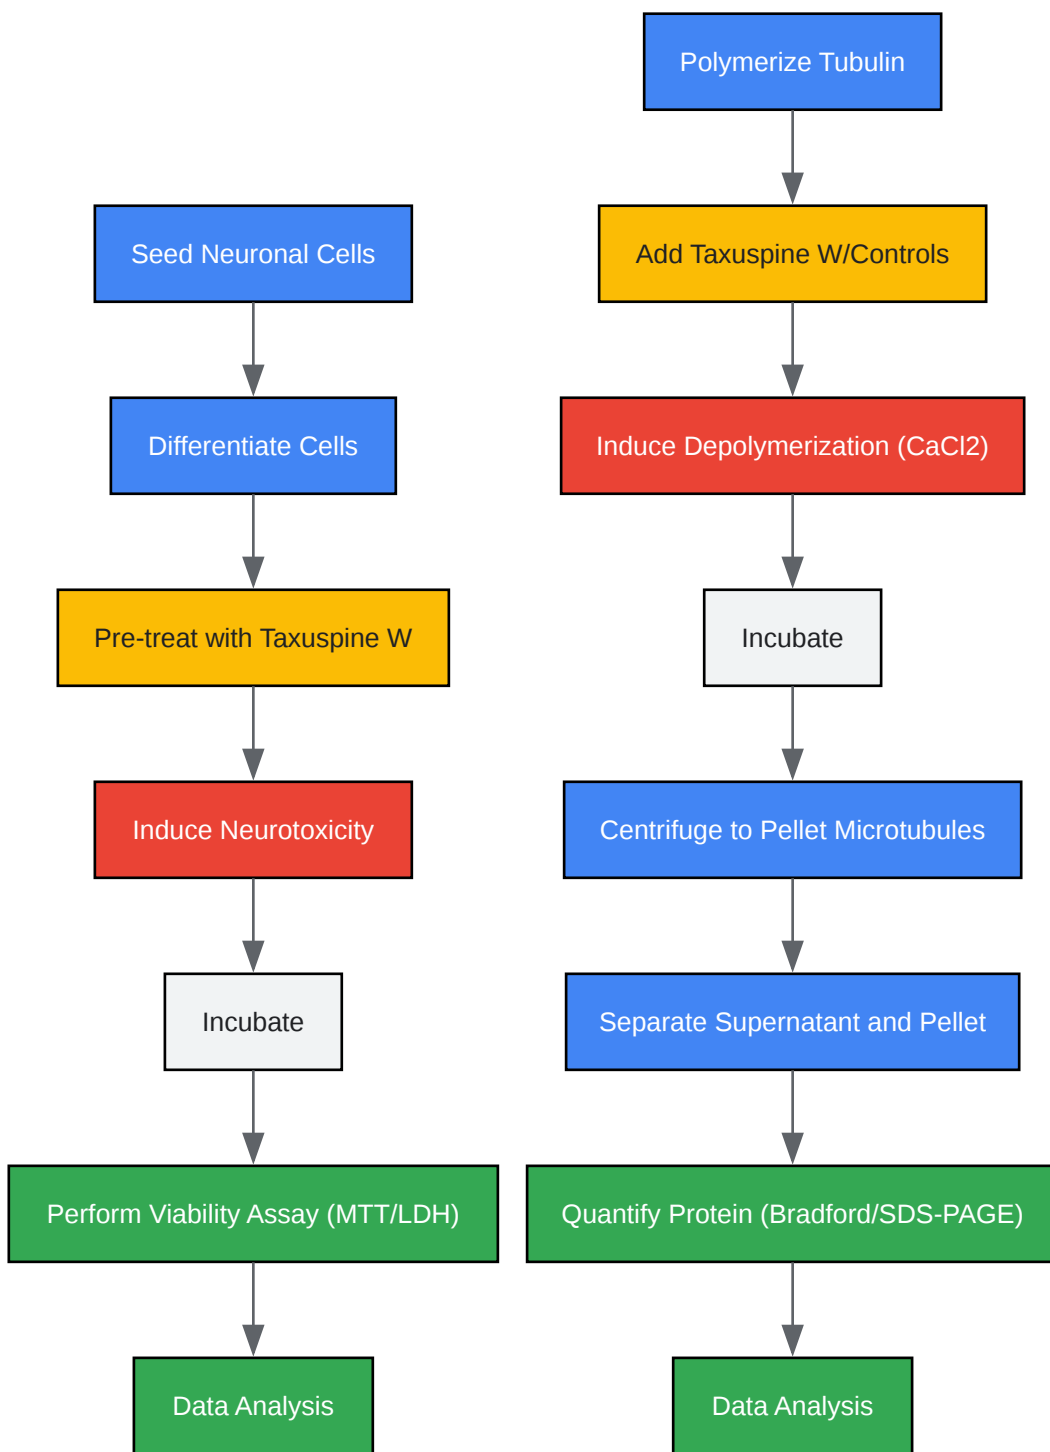 Seed Neuronal Cells
Differentiate Cells
Pre-treat with Taxuspine W
Induce Neurotoxicity
Incubate
Perform Viability Assay (MTT/LDH)
Data Analysis
Polymerize Tubulin
Add Taxuspine W/Controls
Induce Depolymerization (CaCl2)
Incubate
Centrifuge to Pellet Microtubules
Separate Supernatant and Pellet
Quantify Protein (Bradford/SDS-PAGE)
Data Analysis